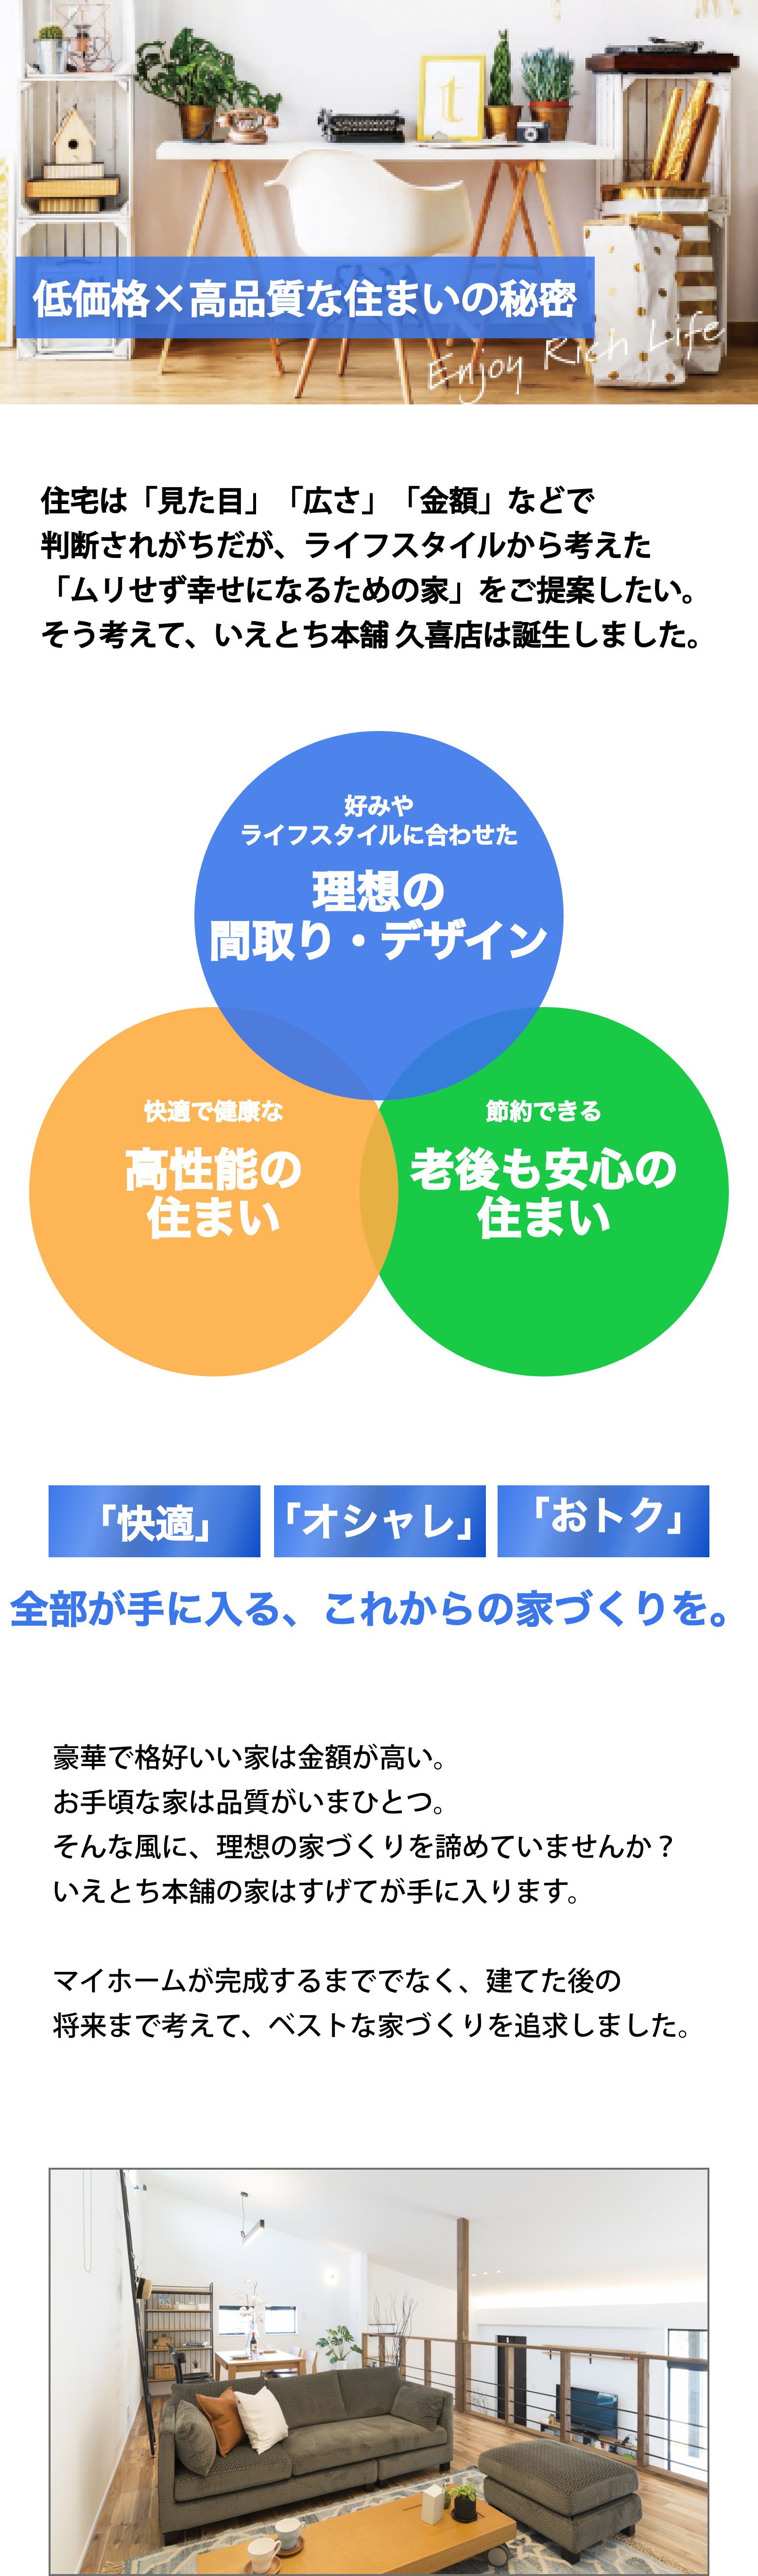 t
低価格×高品質な住まいの秘密
Enjoy Rich Life
住宅は「見た目」「広さ」「金額」などで
判断されがちだが、ライフスタイルから考えた
「ムリせず幸せになるための家」をご提案したい。
そう考えて、いえとち本舗 久喜店は誕生しました。
好みや
ライフスタイルに合わせた
理想の
間取り・デザイン
快適で健康な
高性能の
住まい
節約できる
老後も安心の
住まい
「快適」
「オシャレ」
「おトク」
全部が手に入る、これからの家づくりを。
豪華で格好いい家は金額が高い。
お手頃な家は品質がいまひとつ。
そんな風に、理想の家づくりを諦めていませんか？
いえとち本舗の家はすげてが手に入ります。
マイホームが完成するまででなく、建てた後の
将来まで考えて、ベストな家づくりを追求しました。